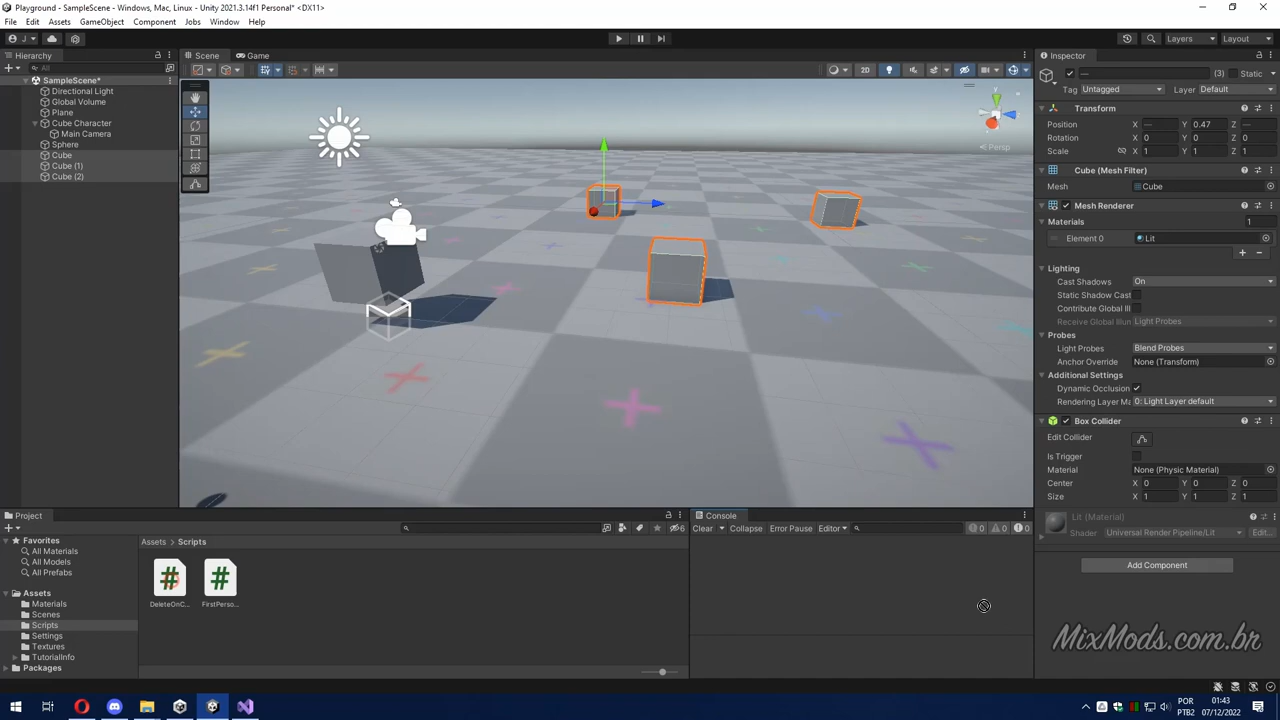 Playground - SampleScene - Windows, Mac, Linux - Unity 2021.3.14f1 Personal* <DX11>
File Edit Assets GameObject Component Jobs Window Help
J
Layers Layout
Hierarchy
All
SampleScene*
Directional Light
Global Volume
Plane
Cube Character
Main Camera
Sphere
Cube
Cube (1)
Cube (2)
Scene Game
2D
y
Persp
Inspector
— (3) Static
Tag Untagged Layer Default
Transform
Position X — Y 0.47 Z —
Rotation X 0 Y 0 Z 0
Scale X 1 Y 1 Z 1
Cube (Mesh Filter)
Mesh Cube
Mesh Renderer
Materials 1
Element 0 Lit
Lighting
Cast Shadows On
Static Shadow Cast
Contribute Global Ill
Receive Global Illum Light Probes
Probes
Light Probes Blend Probes
Anchor Override None (Transform)
Additional Settings
Dynamic Occlusion
Rendering Layer Ma 0: Light Layer default
Box Collider
Edit Collider
Is Trigger
Material None (Physic Material)
Center X 0 Y 0 Z 0
Size X 1 Y 1 Z 1
Lit (Material)
Shader Universal Render Pipeline/Lit Edit...
Add Component
Project
6
Favorites
All Materials
All Models
All Prefabs
Assets
Materials
Scenes
Scripts
Settings
Textures
TutorialInfo
Packages
Assets > Scripts
DeleteOnC... FirstPerso...
Console
Clear Collapse Error Pause Editor 0 0 0
MixMods.com.br
POR
PTB2
01:43
07/12/2022